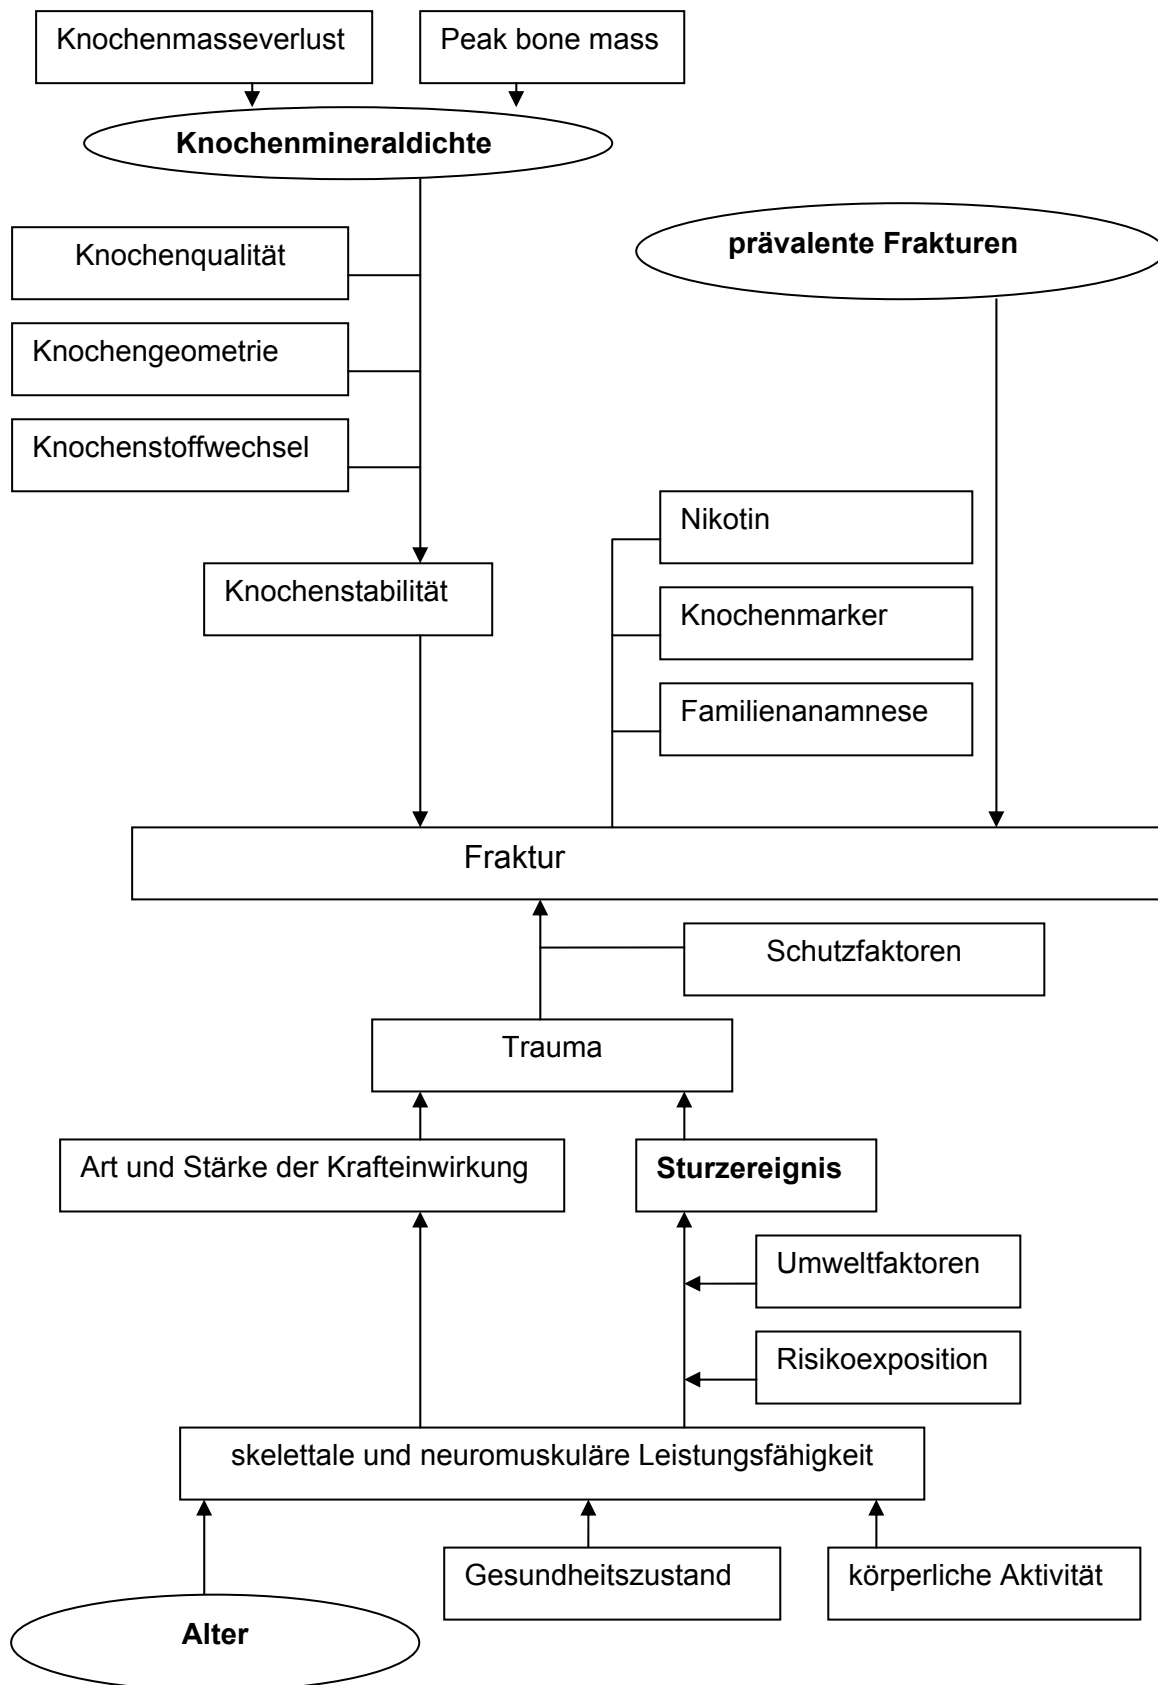 Knochenmasseverlust
Peak bone mass
Knochenmineraldichte
Knochenqualität
prävalente Frakturen
Knochengeometrie
Knochenstoffwechsel
Nikotin
Knochenstabilität
Knochenmarker
Familienanamnese
Fraktur
Schutzfaktoren
Trauma
Art und Stärke der Krafteinwirkung
Sturzereignis
Umweltfaktoren
Risikoexposition
skelettale und neuromuskuläre Leistungsfähigkeit
Gesundheitszustand
körperliche Aktivität
Alter